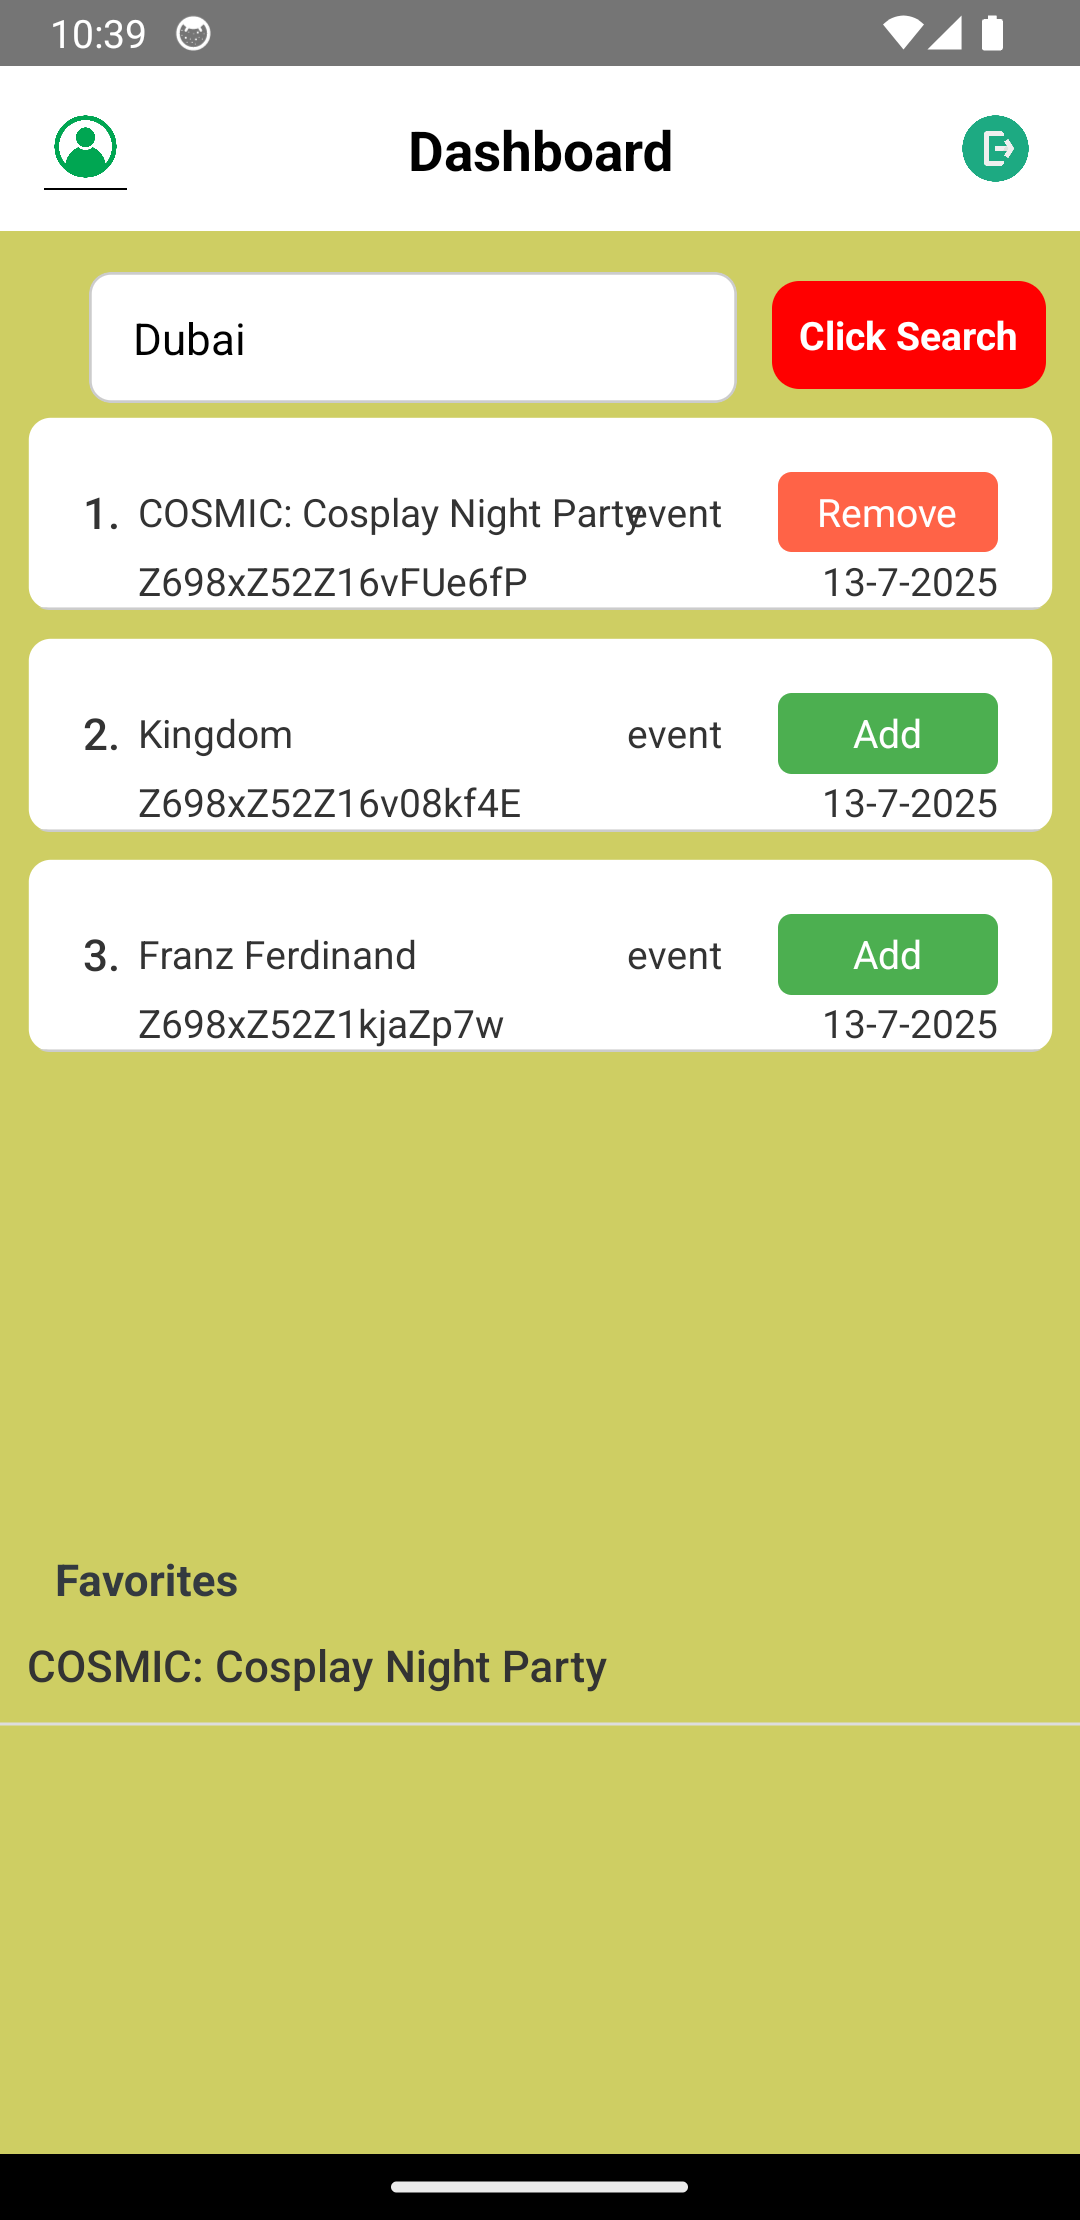 10:39
Dashboard
Dubai
Click Search
1. COSMIC: Cosplay Night Party event Remove
Z698xZ52Z16vFUe6fP 13-7-2025
2. Kingdom event Add
Z698xZ52Z16v08kf4E 13-7-2025
3. Franz Ferdinand event Add
Z698xZ52Z1kjaZp7w 13-7-2025
Favorites
COSMIC: Cosplay Night Party